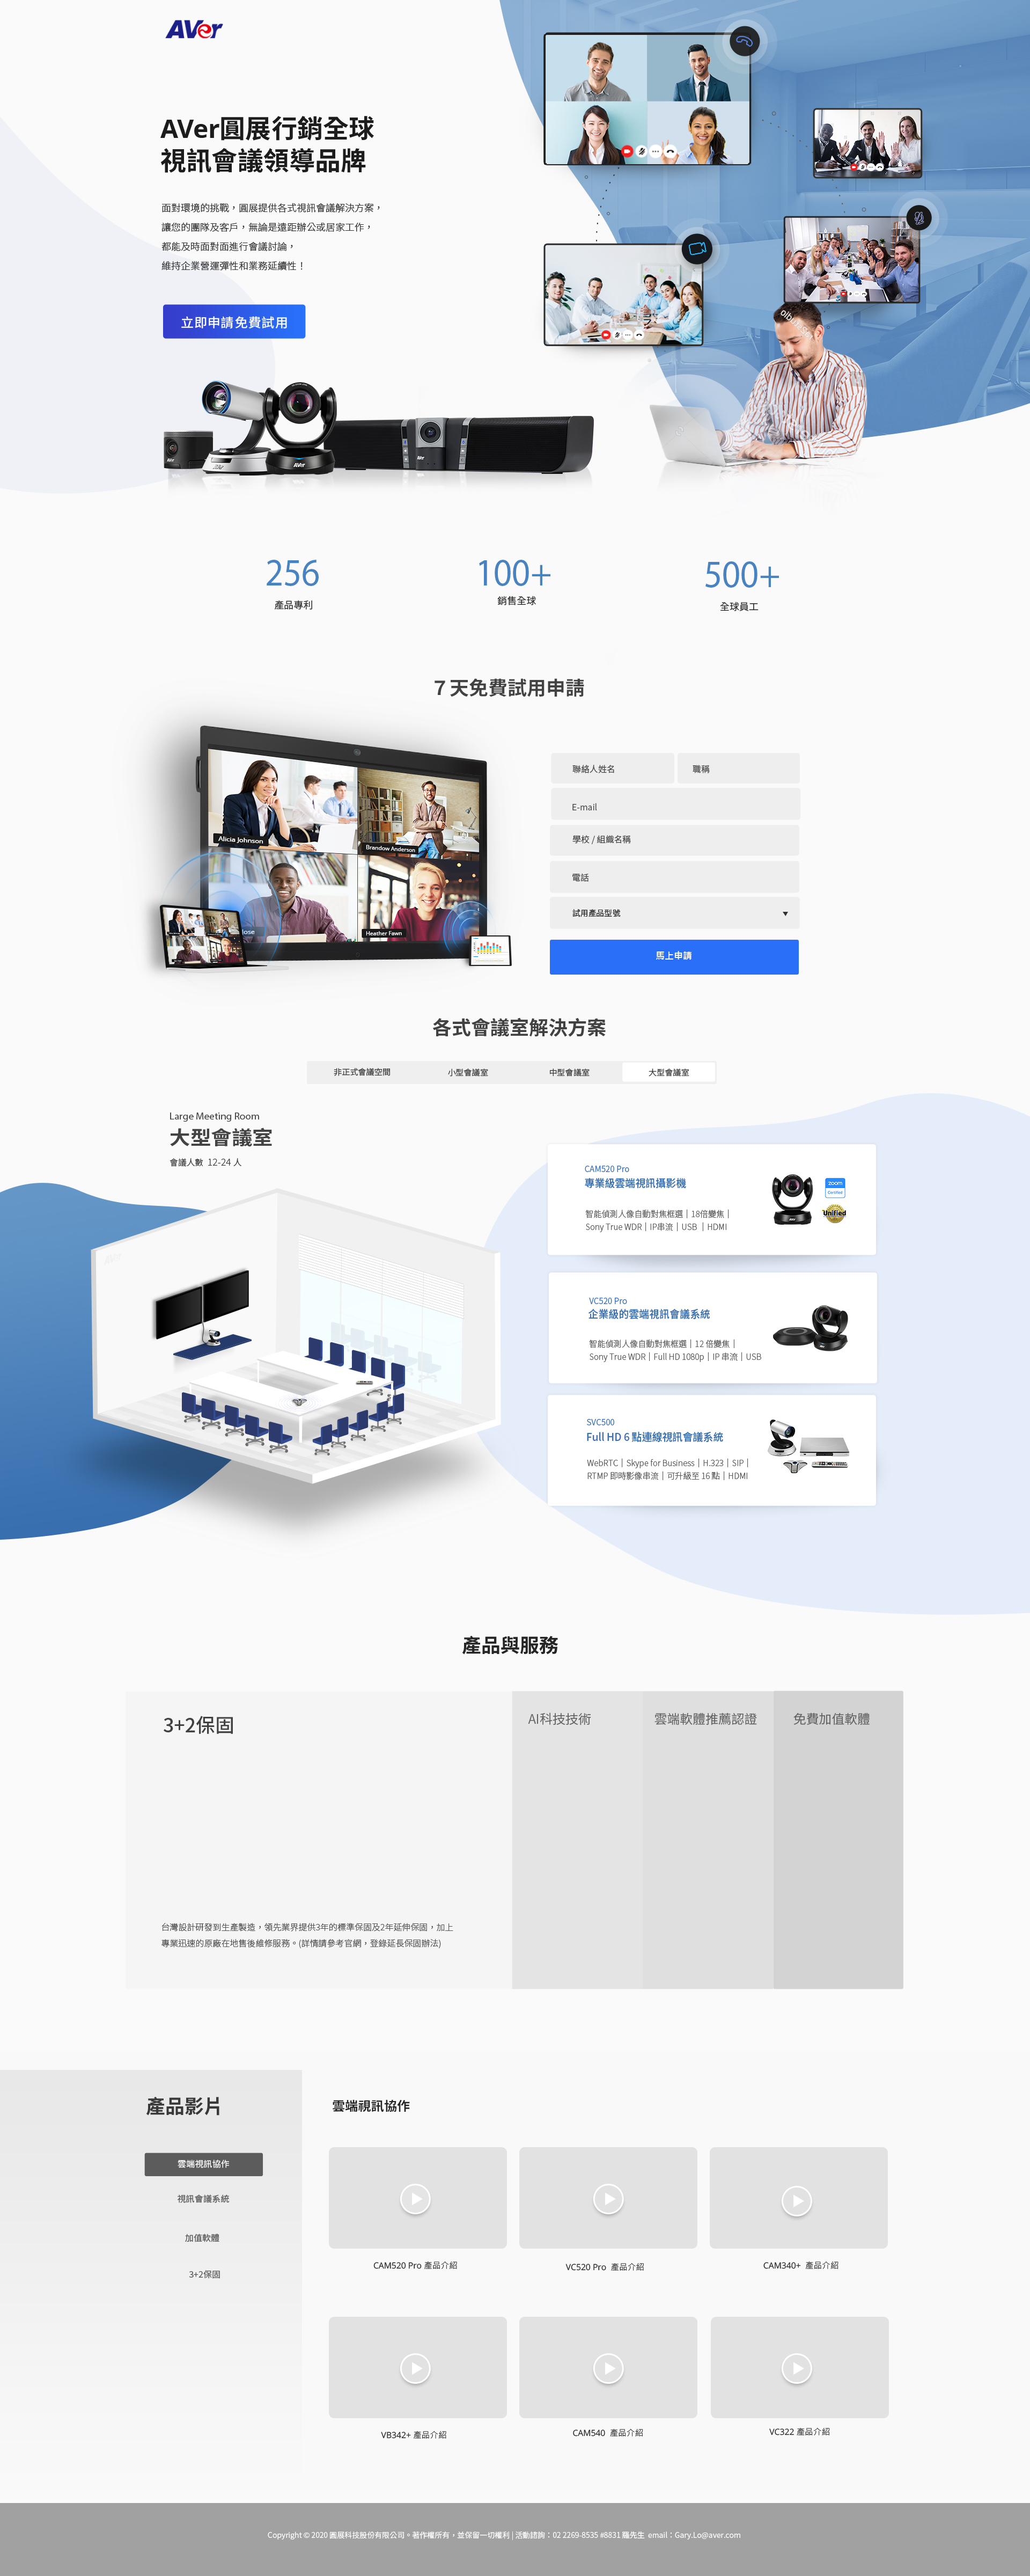 AVer
AVer圓展行銷全球
視訊會議領導品牌
面對環境的挑戰，圓展提供各式視訊會議解決方案，
讓您的團隊及客戶，無論是遠距辦公或居家工作，
都能及時面對面進行會議討論，
維持企業營運彈性和業務延續性！
立即申請免費試用
256
產品專利
100+
銷售全球
500+
全球員工
7 天免費試用申請
Alicia Johnson
Brandow Anderson
Jose
Heather Fawn
聯絡人姓名
職稱
E-mail
學校 / 組織名稱
電話
試用產品型號
馬上申請
各式會議室解決方案
非正式會議空間
小型會議室
中型會議室
大型會議室
Large Meeting Room
大型會議室
會議人數 12-24 人
CAM520 Pro
專業級雲端視訊攝影機
智能偵測人像自動對焦框選｜18倍變焦｜
Sony True WDR｜IP串流｜USB ｜HDMI
zoom
Certified
Unified
VC520 Pro
企業級的雲端視訊會議系統
智能偵測人像自動對焦框選｜12 倍變焦｜
Sony True WDR｜Full HD 1080p｜IP 串流｜USB
SVC500
Full HD 6 點連線視訊會議系統
WebRTC｜Skype for Business｜H.323｜SIP｜
RTMP 即時影像串流｜可升級至 16 點｜HDMI
產品與服務
3+2保固
AI科技技術
雲端軟體推薦認證
免費加值軟體
台灣設計研發到生產製造，領先業界提供3年的標準保固及2年延伸保固，加上
專業迅速的原廠在地售後維修服務。(詳情請參考官網，登錄延長保固辦法)
產品影片
雲端視訊協作
視訊會議系統
加值軟體
3+2保固
雲端視訊協作
CAM520 Pro 產品介紹
VC520 Pro 產品介紹
CAM340+ 產品介紹
VB342+ 產品介紹
CAM540 產品介紹
VC322 產品介紹
Copyright © 2020 圓展科技股份有限公司。著作權所有，並保留一切權利 | 活動諮詢：02 2269-8535 #8831 羅先生 email：Gary.Lo@aver.com